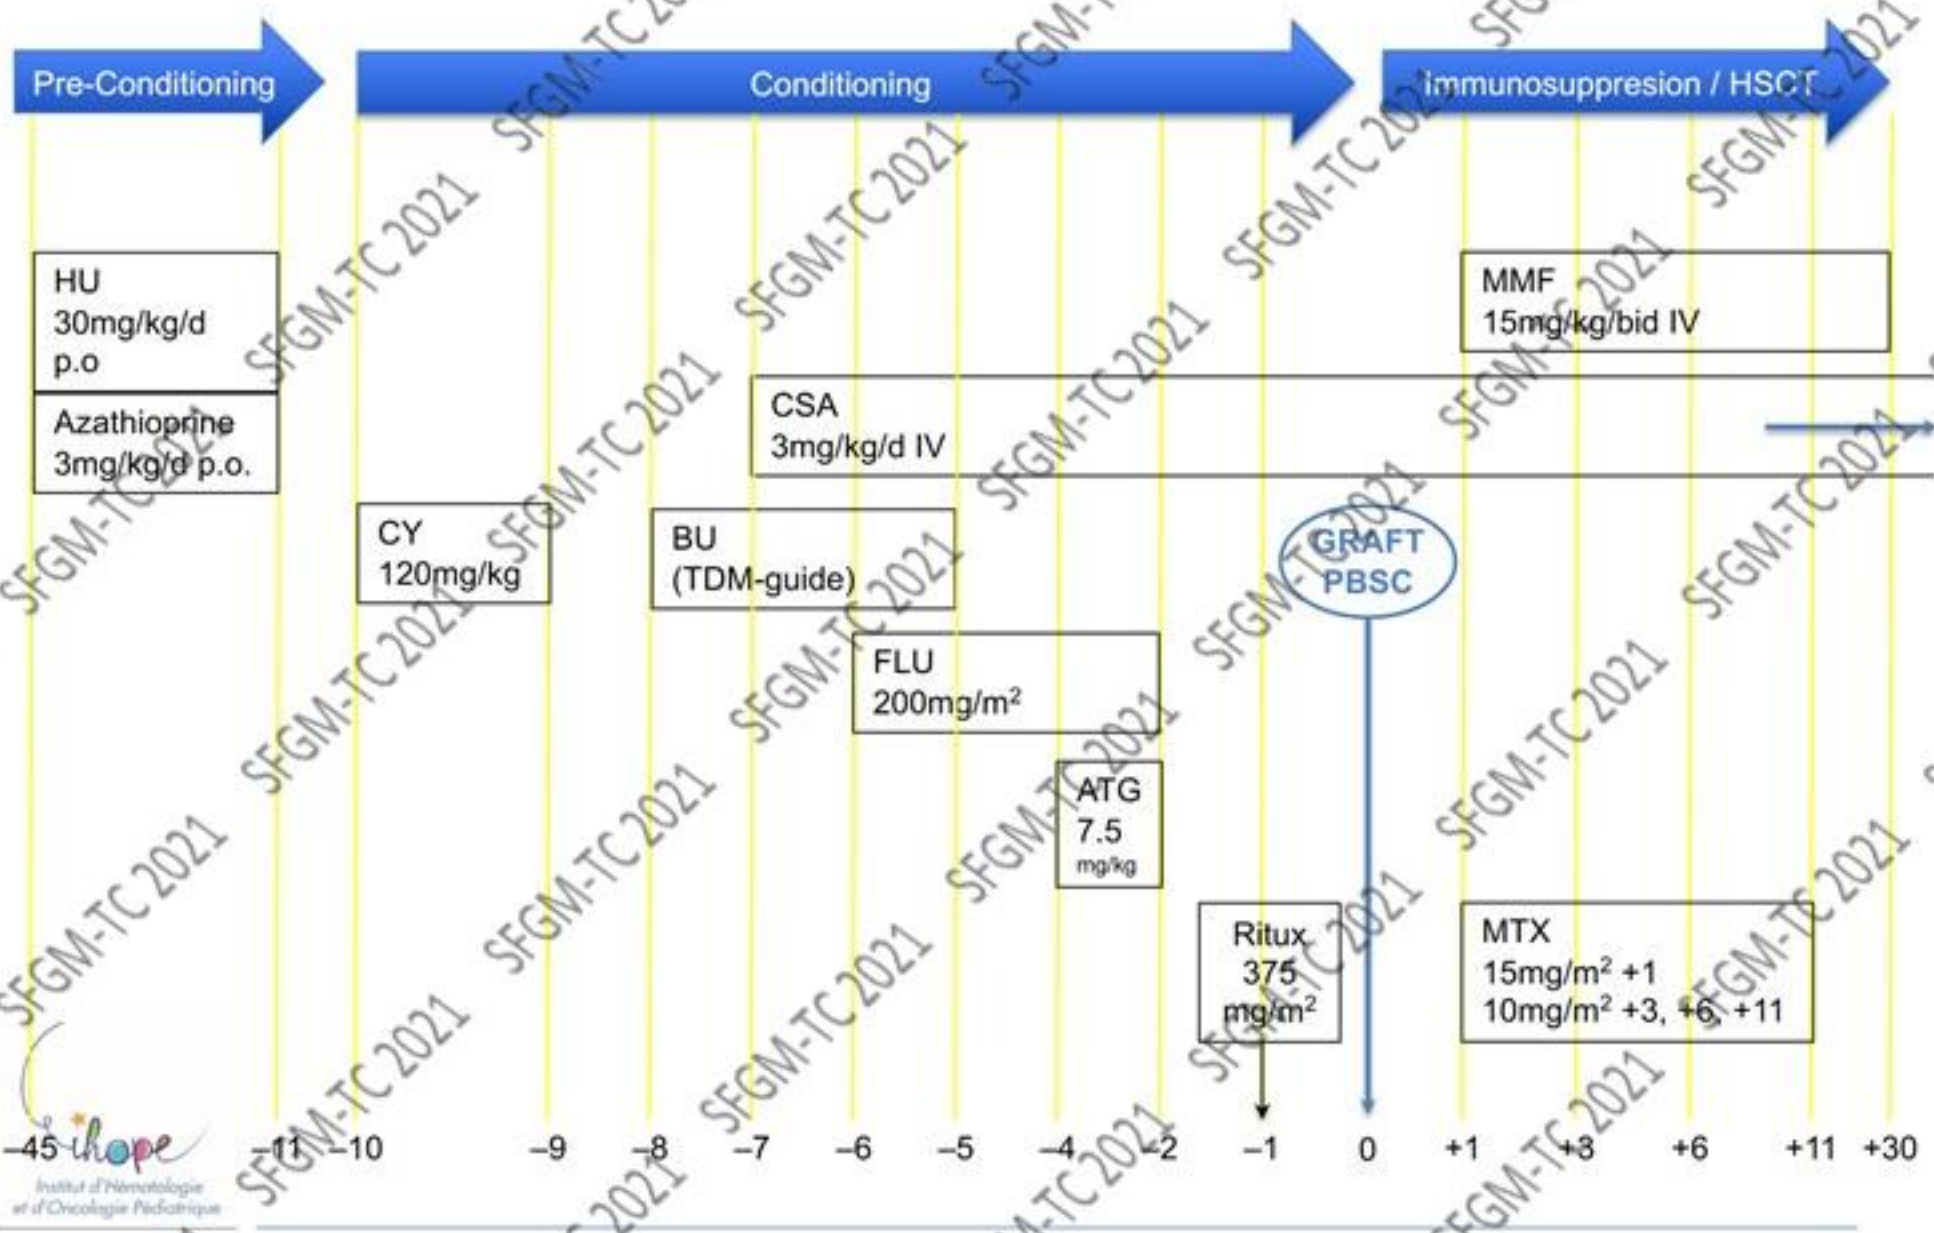 Pre-Conditioning
Conditioning
Immunosuppresion / HSCT
HU
30mg/kg/d
p.o
Azathioprine
3mg/kg/d p.o.
MMF
15mg/kg/bid IV
CSA
3mg/kg/d IV
CY
120mg/kg
BU
(TDM-guide)
GRAFT
PBSC
FLU
200mg/m²
ATG
7.5
mg/kg
Ritux
375
mg/m²
MTX
15mg/m² +1
10mg/m² +3, +6, +11
–45 –11 –10 –9 –8 –7 –6 –5 –4 –2 –1 0 +1 +3 +6 +11 +30
ihope
Institut d'Hématologie
et d'Oncologie Pédiatrique
SFGM-TC 2021